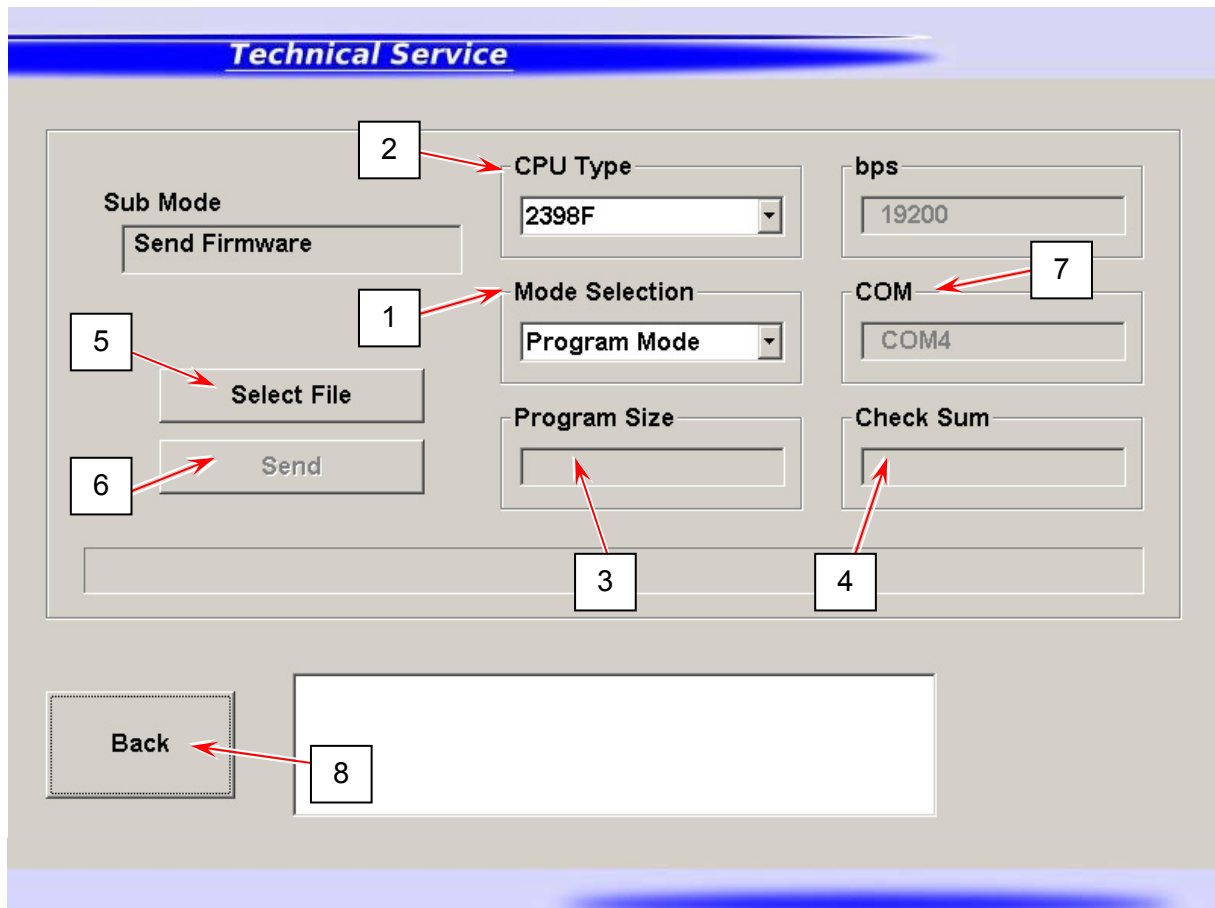 Technical Service
2
CPU Type
bps
Sub Mode
2398F
19200
Send Firmware
7
1
Mode Selection
COM
5
Program Mode
COM4
Select File
Program Size
Check Sum
6
Send
3
4
Back
8